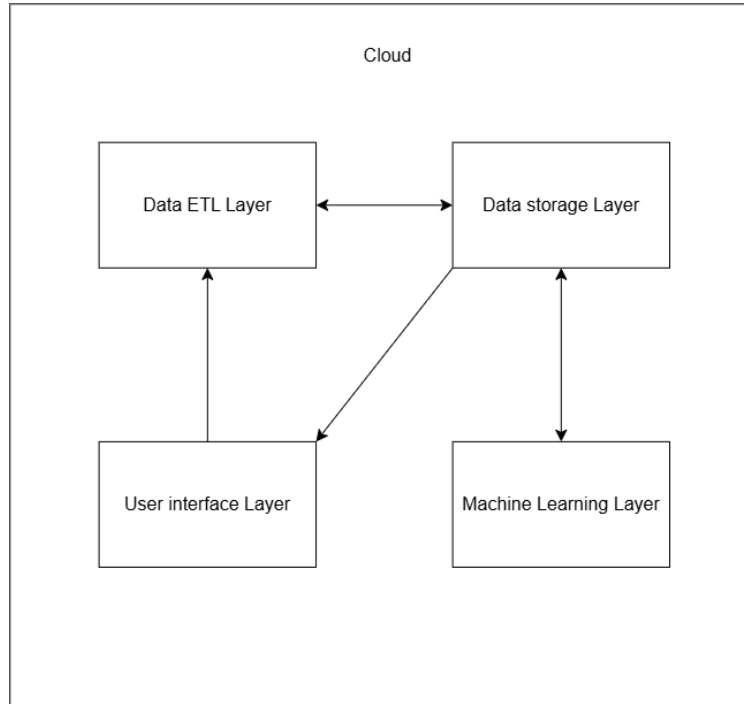 Cloud
Data ETL Layer
Data storage Layer
User interface Layer
Machine Learning Layer